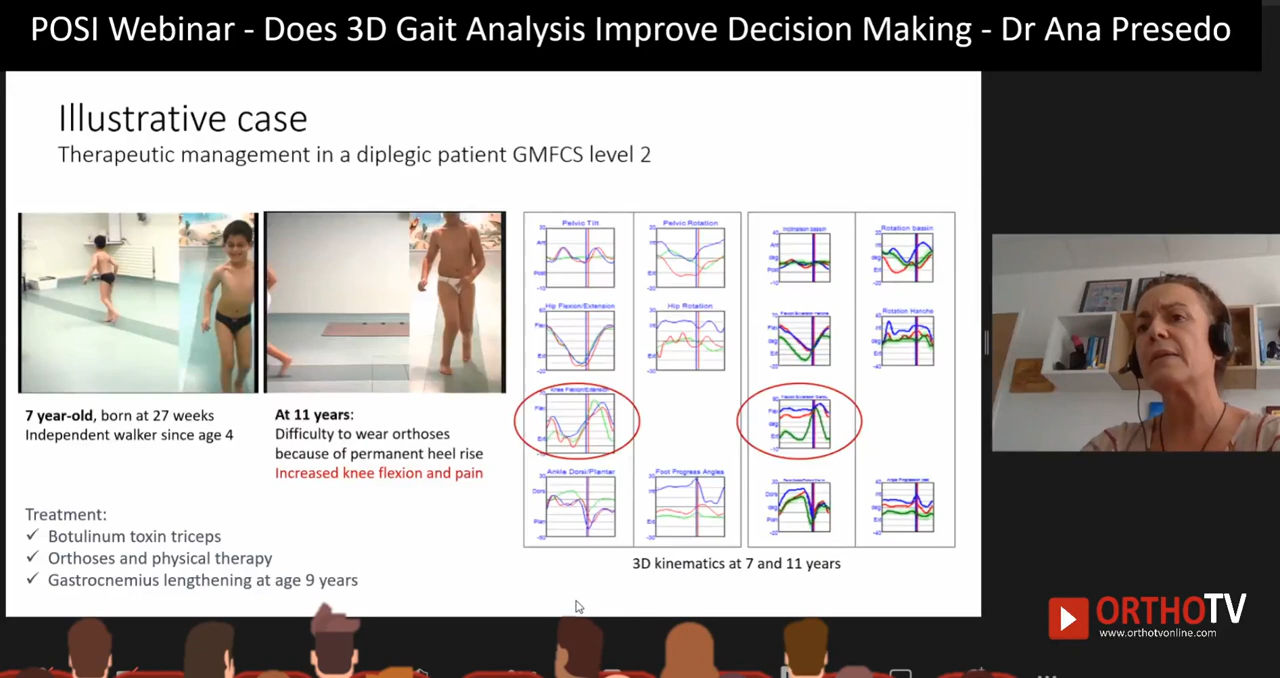 POSI Webinar - Does 3D Gait Analysis Improve Decision Making - Dr Ana Presedo
Illustrative case
Therapeutic management in a diplegic patient GMFCS level 2
7 year-old, born at 27 weeks
Independent walker since age 4
At 11 years:
Difficulty to wear orthoses
because of permanent heel rise
Increased knee flexion and pain
Treatment:
✓ Botulinum toxin triceps
✓ Orthoses and physical therapy
✓ Gastrocnemius lengthening at age 9 years
Pelvic Tilt
Pelvic Rotation
Hip Flexion/Extension
Hip Rotation
Knee Flexion/Extension
Ankle Dorsi/Plantar
Foot Progress Angles
Inclinaison bassin
Rotation bassin
Rotation Hanche
3D kinematics at 7 and 11 years
ORTHOTV
www.orthotvonline.com